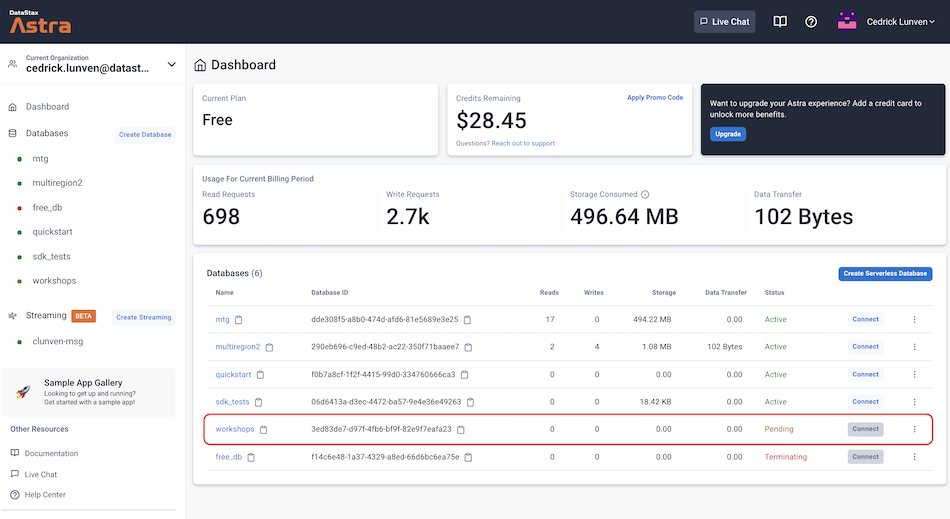 DataStax
Astra
Live Chat
Cedrick Lunven
Current Organization
cedrick.lunven@datast...
Dashboard
Databases
Create Database
mtg
multiregion2
free_db
quickstart
sdk_tests
workshops
Streaming BETA
Create Streaming
clunven-msg
Sample App Gallery
Looking to get up and running?
Get started with a sample app!
Other Resources
Documentation
Live Chat
Help Center
Dashboard
Current Plan
Free
Credits Remaining
Apply Promo Code
$28.45
Questions? Reach out to support
Want to upgrade your Astra experience? Add a credit card to
unlock more benefits.
Upgrade
Usage For Current Billing Period
Read Requests
698
Write Requests
2.7k
Storage Consumed
496.64 MB
Data Transfer
102 Bytes
Databases (6)
Create Serverless Database
Name Database ID Reads Writes Storage Data Transfer Status
mtg dde308f5-a8b0-474d-afd6-81e5689e3e25 17 0 494.22 MB 0.00 Active Connect
multiregion2 290eb696-c9ed-48b2-ac22-350f71baaee7 2 4 1.08 MB 102 Bytes Active Connect
quickstart f0b7a8cf-1f2f-4415-99d0-334760666ca3 0 0 0.00 0.00 Active Connect
sdk_tests 06d6413a-d3ec-4472-ba57-9e4e36e49263 0 0 18.42 KB 0.00 Active Connect
workshops 3ed83de7-d97f-4fb6-bf9f-82e9f7eafa23 0 0 0.00 0.00 Pending Connect
free_db f14c6e48-1a37-4329-a8ed-66d6bc6ea75e 0 0 0.00 0.00 Terminating Connect